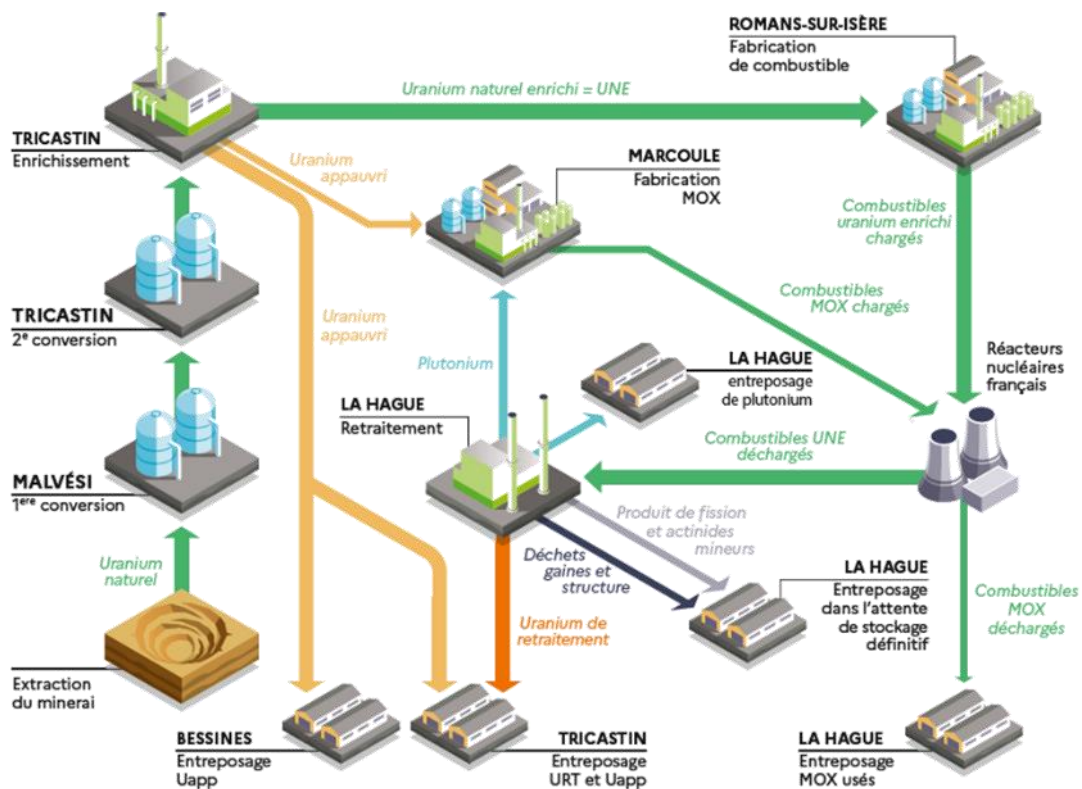 ROMANS-SUR-ISÈRE
Fabrication
de combustible
Uranium naturel enrichi = UNE
TRICASTIN
Enrichissement
Uranium
appauvri
MARCOULE
Fabrication
MOX
Combustibles
uranium enrichi
chargés
Combustibles
MOX chargés
TRICASTIN
2e conversion
Uranium
appauvri
Plutonium
LA HAGUE
entreposage
de plutonium
Réacteurs
nucléaires
français
LA HAGUE
Retraitement
Combustibles UNE
déchargés
MALVÉSI
1ere conversion
Uranium
naturel
Produit de fission
et actinides
mineurs
Déchets
gaines et
structure
LA HAGUE
Entreposage
dans l'attente
de stockage
définitif
Combustibles
MOX
déchargés
Uranium de
retraitement
Extraction
du minerai
BESSINES
Entreposage
Uapp
TRICASTIN
Entreposage
URT et Uapp
LA HAGUE
Entreposage
MOX usés